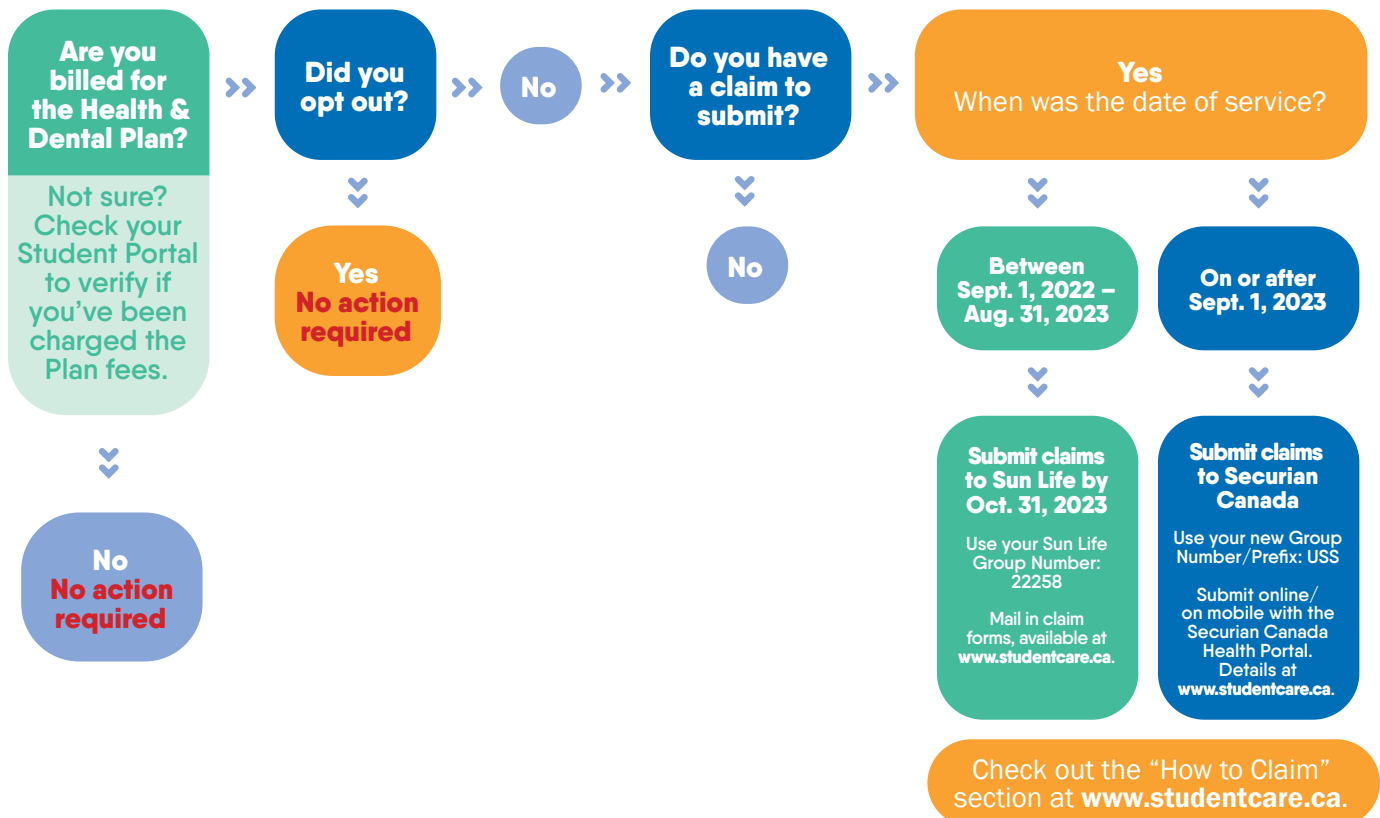 Are you
billed for
the Health &
Dental Plan?
Not sure?
Check your
Student Portal
to verify if
you've been
charged the
Plan fees.
No
No action
required
Did you
opt out?
Yes
No action
required
No
Do you have
a claim to
submit?
No
Yes
When was the date of service?
Between
Sept. 1, 2022 –
Aug. 31, 2023
Submit claims
to Sun Life by
Oct. 31, 2023
Use your Sun Life
Group Number:
22258
Mail in claim
forms, available at
www.studentcare.ca.
On or after
Sept. 1, 2023
Submit claims
to Securian
Canada
Use your new Group
Number/Prefix: USS
Submit online/
on mobile with the
Securian Canada
Health Portal.
Details at
www.studentcare.ca.
Check out the “How to Claim”
section at www.studentcare.ca.